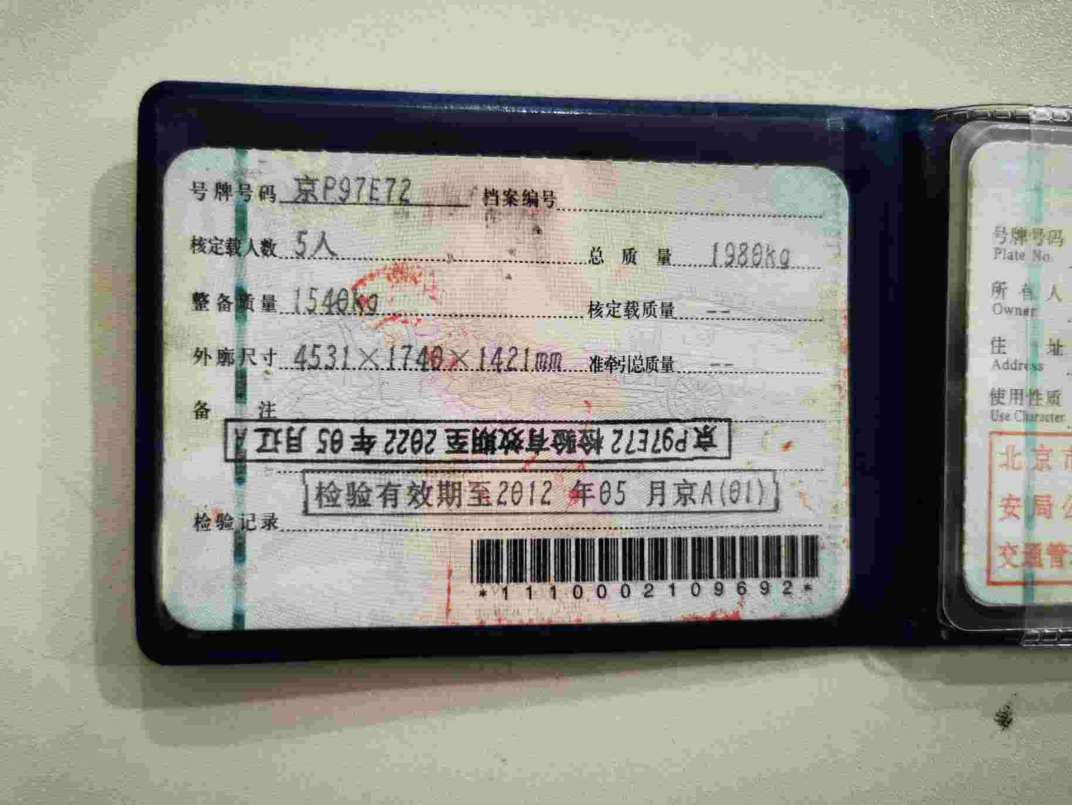 号牌号码 京P97E72 档案编号
核定载人数 5人 总质量 1980kg
整备质量 1540kg 核定载质量 --
外廓尺寸 4531×1740×1421mm 准牵引总质量 --
备注
京P97E72 检验有效期至 2022 年 05 月辽A
检验有效期至2012 年05 月京A(01)
检验记录
*1110002109692*
号牌号码
Plate No.
所有人
Owner
住址
Address
使用性质
Use Character
北京市
安局公
交通管